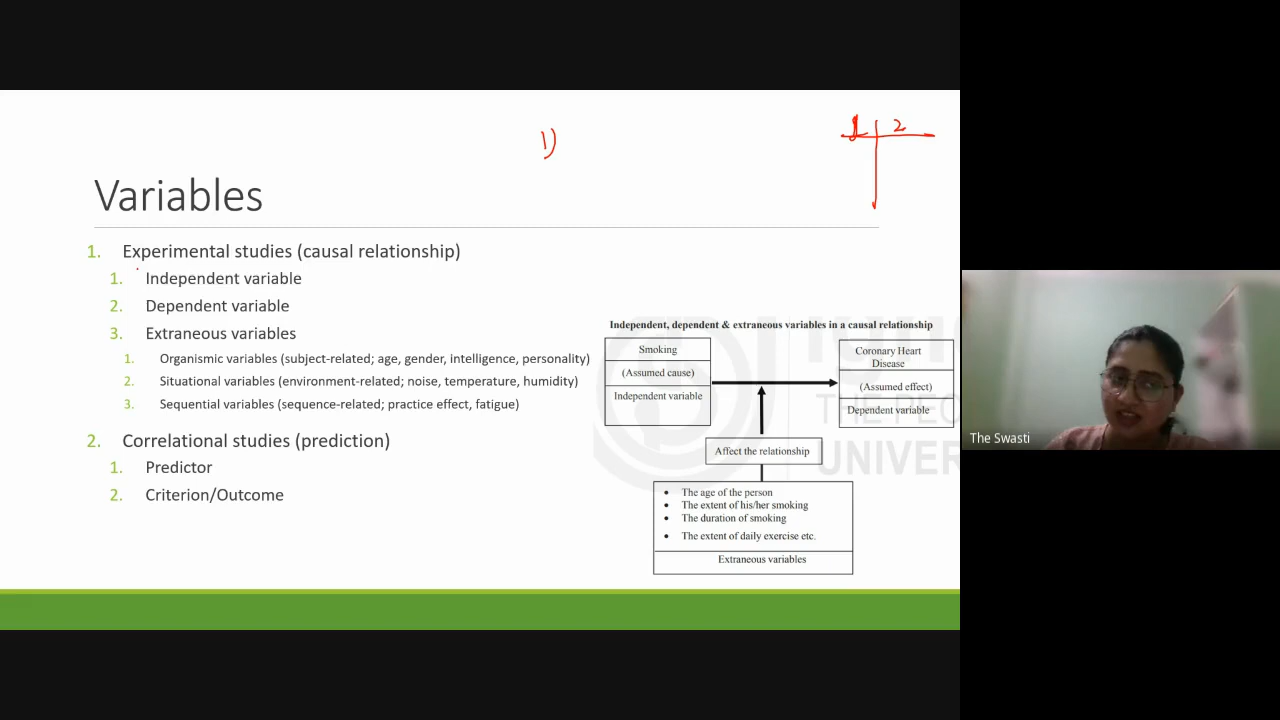 1)
1 2
Variables
1. Experimental studies (causal relationship)
1. Independent variable
2. Dependent variable
3. Extraneous variables
1. Organismic variables (subject-related; age, gender, intelligence, personality)
2. Situational variables (environment-related; noise, temperature, humidity)
3. Sequential variables (sequence-related; practice effect, fatigue)
2. Correlational studies (prediction)
1. Predictor
2. Criterion/Outcome
Independent, dependent & extraneous variables in a causal relationship
Smoking
(Assumed cause)
Independent variable
Coronary Heart
Disease
(Assumed effect)
Dependent variable
Affect the relationship
• The age of the person
• The extent of his/her smoking
• The duration of smoking
• The extent of daily exercise etc.
Extraneous variables
THE PE
UNIVER
The Swasti